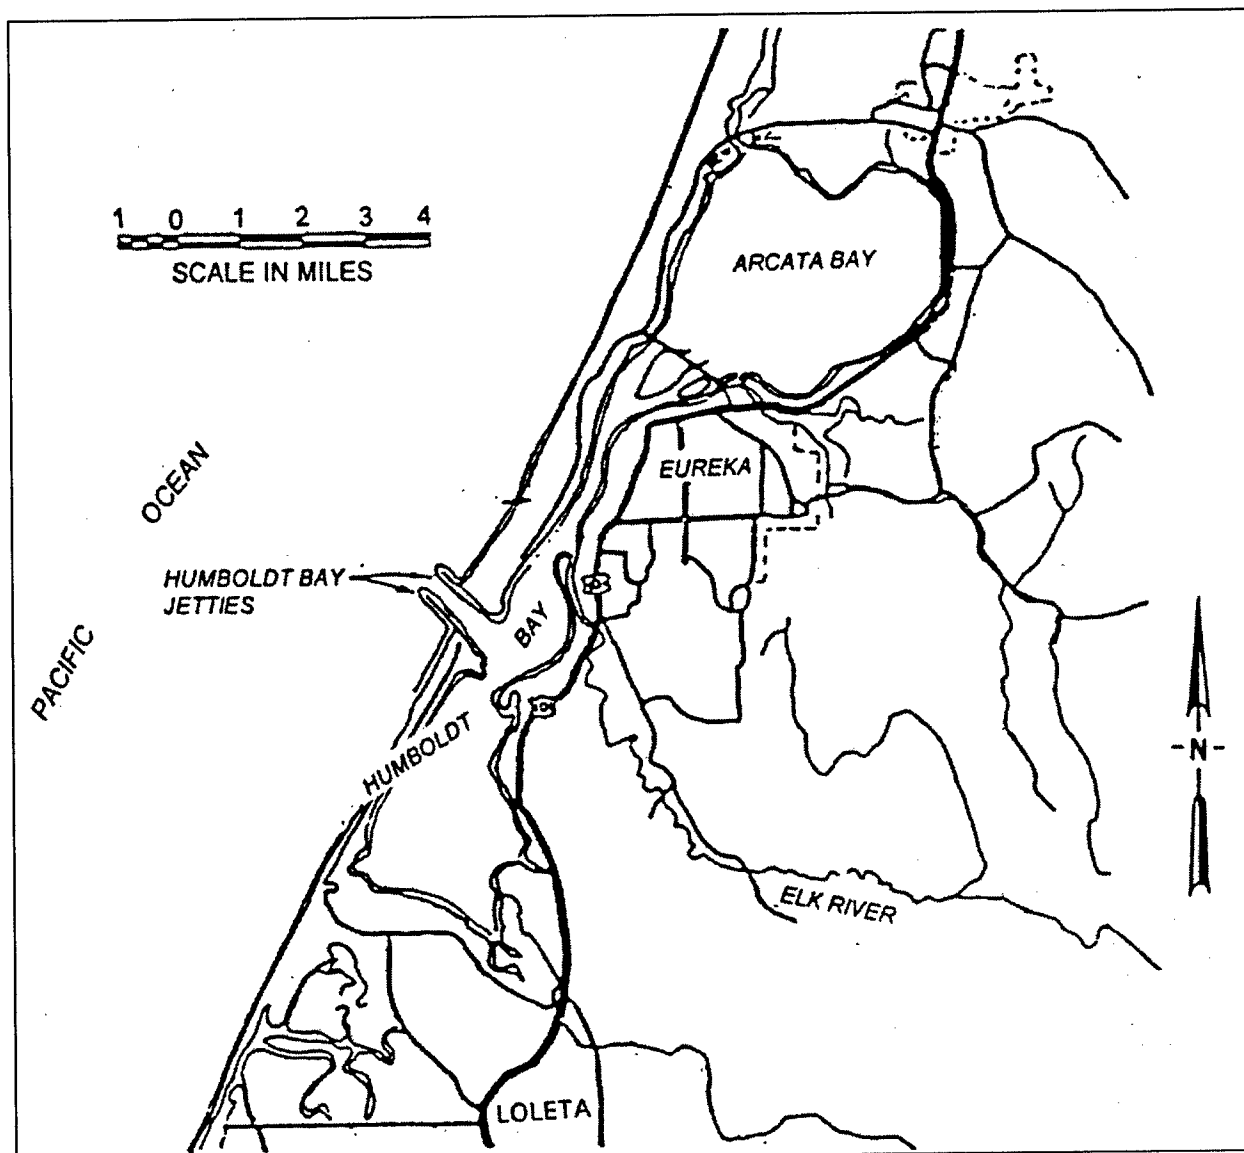 1 0 1 2 3 4
SCALE IN MILES
ARCATA BAY
PACIFIC OCEAN
EUREKA
HUMBOLDT BAY
JETTIES
HUMBOLDT BAY
-N-
ELK RIVER
LOLETA